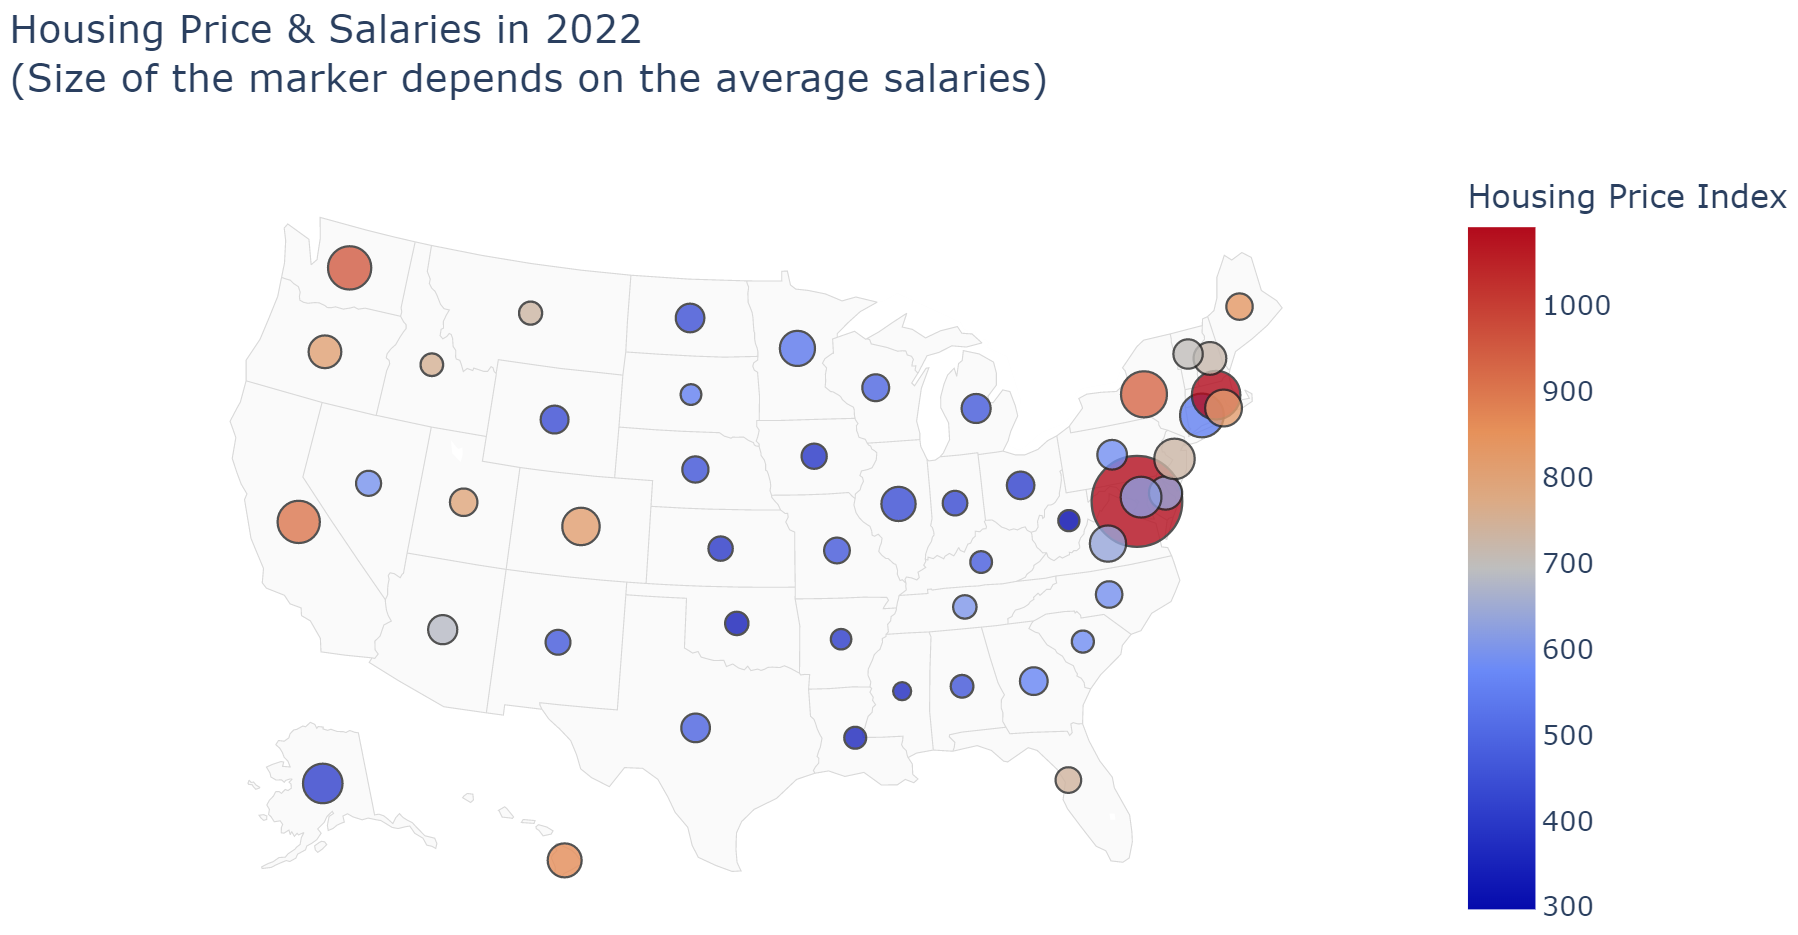 Housing Price & Salaries in 2022
(Size of the marker depends on the average salaries)
Housing Price Index
1000
900
800
700
600
500
400
300